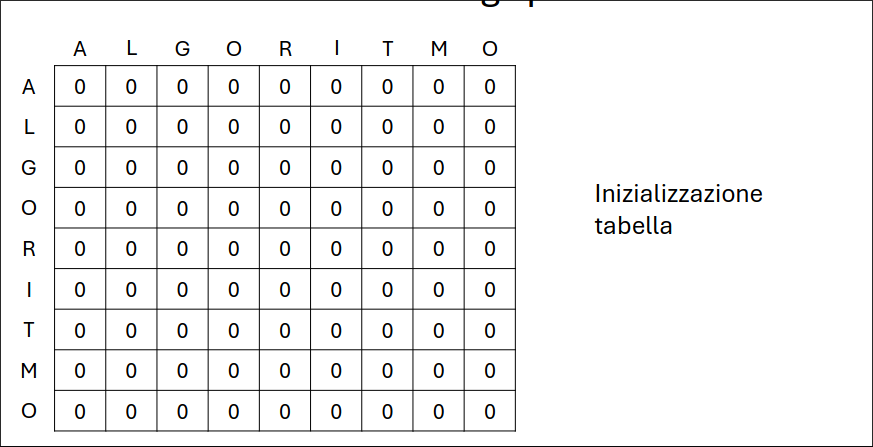 A L G O R I T M O
A 0 0 0 0 0 0 0 0 0
L 0 0 0 0 0 0 0 0 0
G 0 0 0 0 0 0 0 0 0
O 0 0 0 0 0 0 0 0 0
R 0 0 0 0 0 0 0 0 0
I 0 0 0 0 0 0 0 0 0
T 0 0 0 0 0 0 0 0 0
M 0 0 0 0 0 0 0 0 0
O 0 0 0 0 0 0 0 0 0
Inizializzazione
tabella